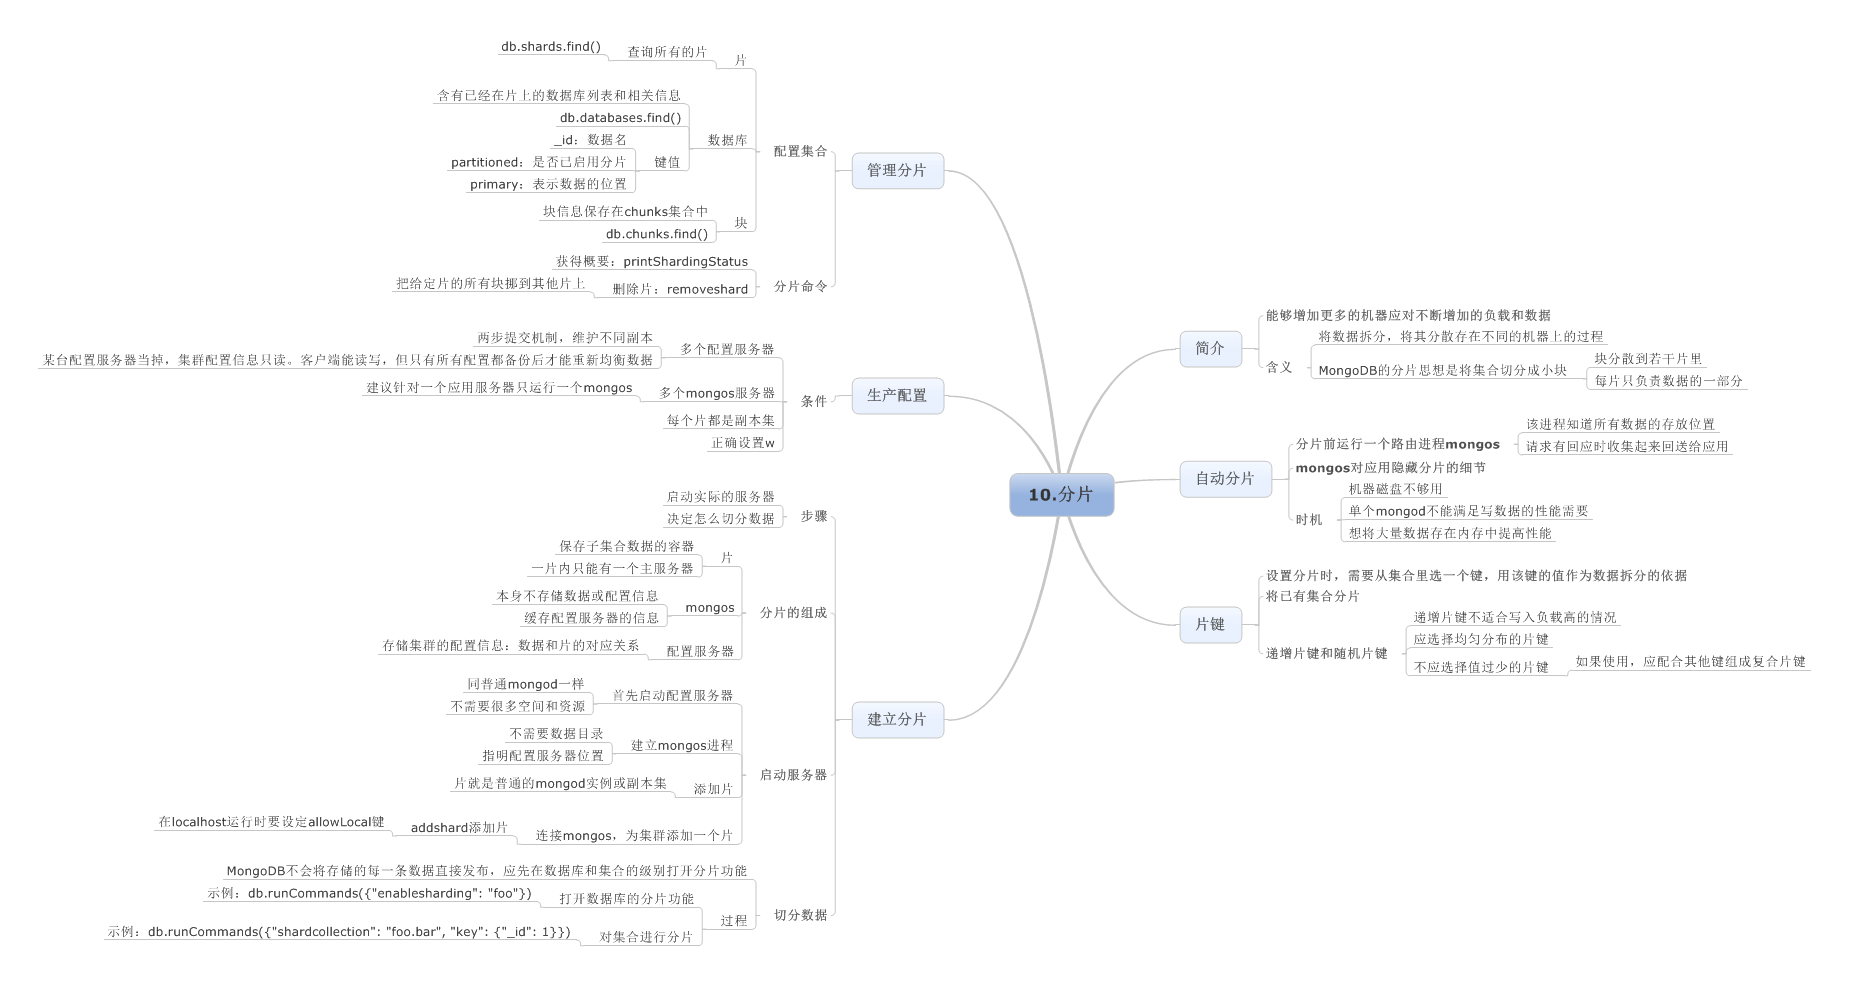 10.分片
简介
能够增加更多的机器应对不断增加的负载和数据
含义
将数据拆分，将其分散存在不同的机器上的过程
MongoDB的分片思想是将集合切分成小块
块分散到若干片里
每片只负责数据的一部分
自动分片
分片前运行一个路由进程mongos
该进程知道所有数据的存放位置
请求有回应时收集起来回送给应用
mongos对应用隐藏分片的细节
时机
机器磁盘不够用
单个mongod不能满足写数据的性能需要
想将大量数据存在内存中提高性能
片键
设置分片时，需要从集合里选一个键，用该键的值作为数据拆分的依据
将已有集合分片
递增片键和随机片键
递增片键不适合写入负载高的情况
应选择均匀分布的片键
不应选择值过少的片键
如果使用，应配合其他键组成复合片键
建立分片
步骤
启动实际的服务器
决定怎么切分数据
分片的组成
片
保存子集合数据的容器
一片内只能有一个主服务器
mongos
本身不存储数据或配置信息
缓存配置服务器的信息
配置服务器
存储集群的配置信息：数据和片的对应关系
启动服务器
首先启动配置服务器
同普通mongod一样
不需要很多空间和资源
建立mongos进程
不需要数据目录
指明配置服务器位置
添加片
片就是普通的mongod实例或副本集
连接mongos，为集群添加一个片
addshard添加片
在localhost运行时要设定allowLocal键
切分数据
MongoDB不会将存储的每一条数据直接发布，应先在数据库和集合的级别打开分片功能
过程
打开数据库的分片功能
示例：db.runCommands({"enablesharding": "foo"})
对集合进行分片
示例：db.runCommands({"shardcollection": "foo.bar", "key": {"_id": 1}})
生产配置
条件
多个配置服务器
两步提交机制，维护不同副本
某台配置服务器当掉，集群配置信息只读。客户端能读写，但只有所有配置都备份后才能重新均衡数据
多个mongos服务器
建议针对一个应用服务器只运行一个mongos
每个片都是副本集
正确设置w
管理分片
配置集合
片
查询所有的片
db.shards.find()
数据库
含有已经在片上的数据库列表和相关信息
db.databases.find()
键值
_id：数据名
partitioned：是否已启用分片
primary：表示数据的位置
块
块信息保存在chunks集合中
db.chunks.find()
分片命令
获得概要：printShardingStatus
删除片：removeshard
把给定片的所有块挪到其他片上